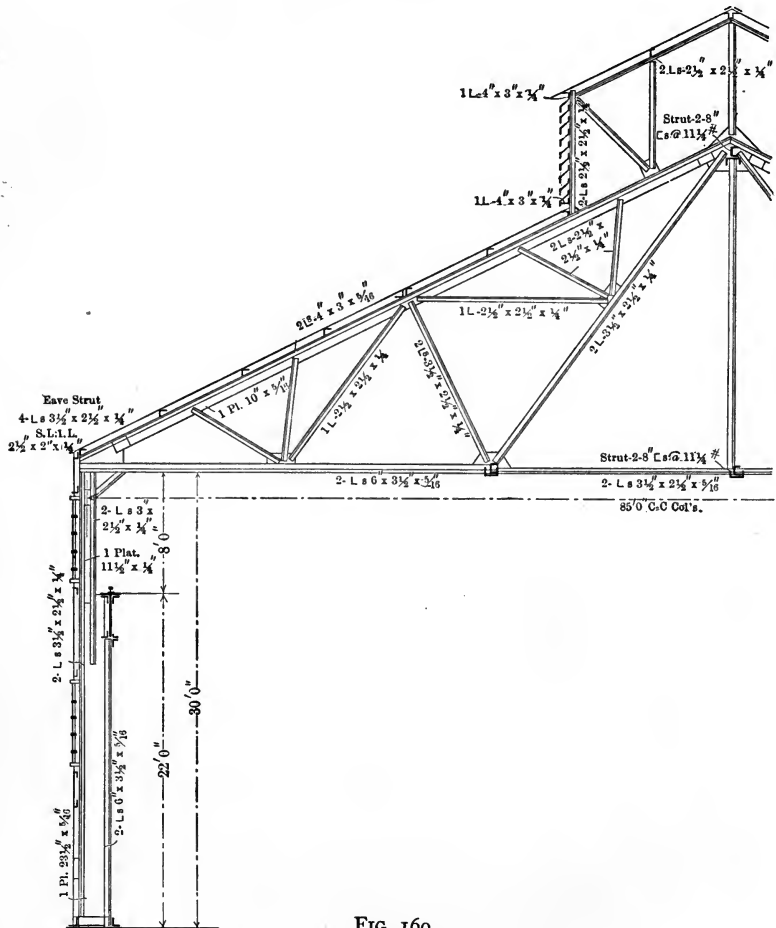 2 Ls-2½" x 2½" x ¼"
1 L-4" x 3" x ¼"
Strut-2-8"
[s @ 11¼ #
2-Ls 2½" x 2½" x ¼"
1 L-4" x 3" x ¼"
2 Ls-2½" x
2½" x ¼"
2 Ls-4" x 3" x 5/16
1 L-2½" x 2½" x ¼"
2 L-3½" x 2½" x ¼"
1 Pl. 10" x 5/16
1 L-2½ x 2½ x ¼
2 Ls-3½" x 2½" x ¼"
Eave Strut
4-Ls 3½" x 2½" x ¼"
S.L:1.L.
2½" x 2" x ¼"
Strut-2-8" [s @ 11¼ #
2-Ls 6 x 3½" x 5/16
2-Ls 3½" x 2½" x 5/16
85'0" C-C Col's.
2-Ls 3 x
2½" x ¼"
8'0
1 Plat.
11½" x ¼"
2-Ls 3½" x 2½" x ¼"
30'0"
22'0"
2-Ls 6" x 3½" x 5/16
1 Pl. 23½" x 5/16
FIG. 160